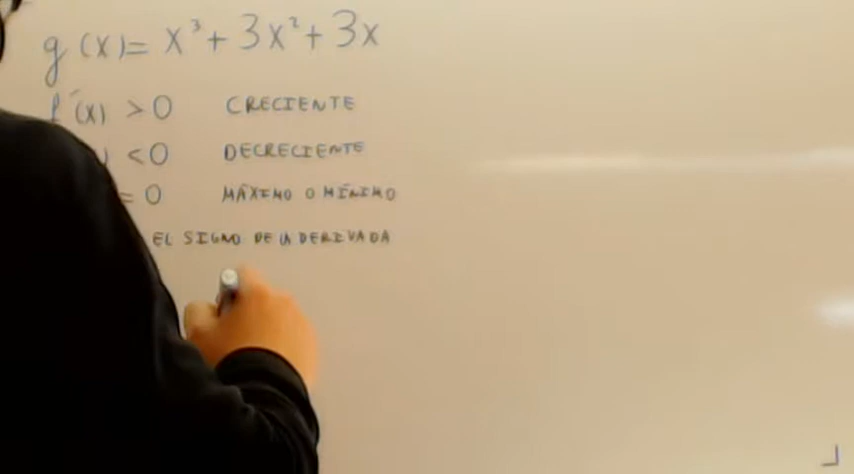 g(x) = x³ + 3x² + 3x
f'(x) > 0 CRECIENTE
) < 0 DECRECIENTE
= 0 MÁXIMO O MÍNIMO
EL SIGNO DE LA DERIVADA